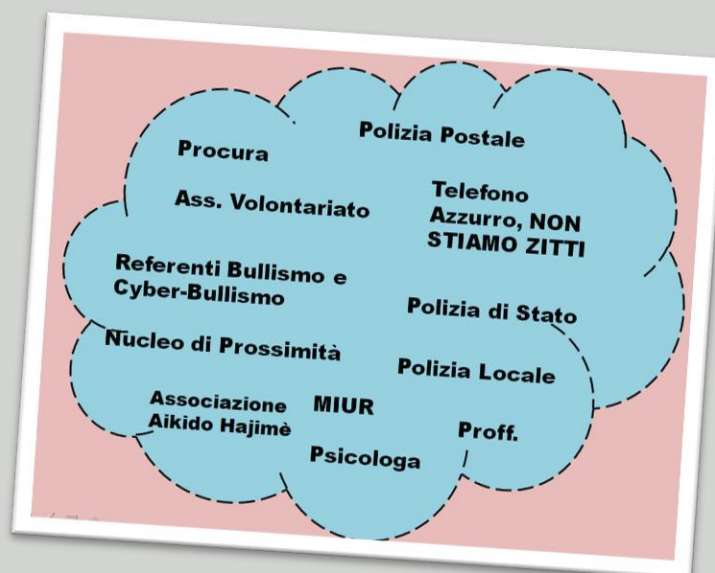 Polizia Postale
Procura
Telefono
Azzurro, NON
STIAMO ZITTI
Ass. Volontariato
Referenti Bullismo e
Cyber-Bullismo
Polizia di Stato
Nucleo di Prossimità
Polizia Locale
Associazione
Aikido Hajimè
MIUR
Proff.
Psicologa